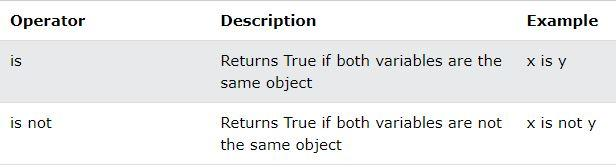 Operator Description Example
is Returns True if both variables are the x is y
same object
is not Returns True if both variables are not x is not y
the same object